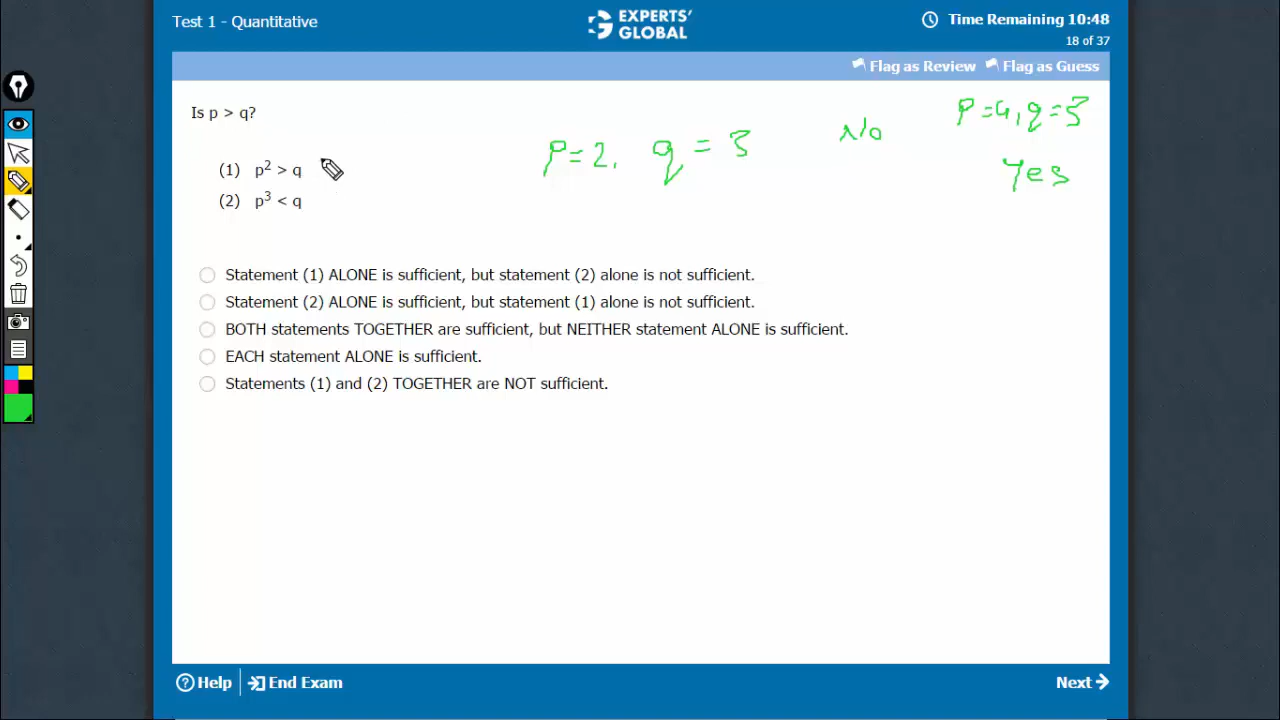 Test 1 - Quantitative
EXPERTS' GLOBAL
Time Remaining 10:48
18 of 37
Flag as Review
Flag as Guess
Is p > q?
P=4, q=3
P=2, q=3
No
Yes
(1) p² > q
(2) p³ < q
Statement (1) ALONE is sufficient, but statement (2) alone is not sufficient.
Statement (2) ALONE is sufficient, but statement (1) alone is not sufficient.
BOTH statements TOGETHER are sufficient, but NEITHER statement ALONE is sufficient.
EACH statement ALONE is sufficient.
Statements (1) and (2) TOGETHER are NOT sufficient.
Help
End Exam
Next